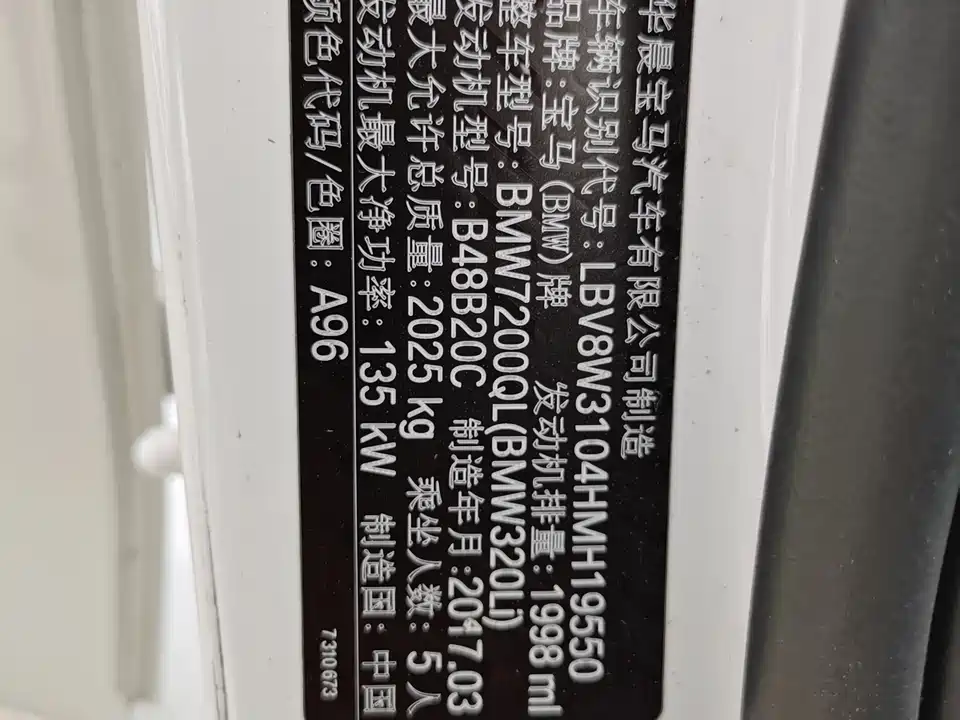 华晨宝马汽车有限公司制造
车辆识别代号:LBV8W3104HMH19550
品牌:宝马(BMW)牌 发动机排量:1998 ml
整车型号:BMW7200QL(BMW320Li)
发动机型号:B48B20C 制造年月:2017.03
最大允许总质量:2025 kg 乘坐人数:5人
发动机最大净功率:135 kW 制造国:中国
颜色代码/色圈:A96
7310673